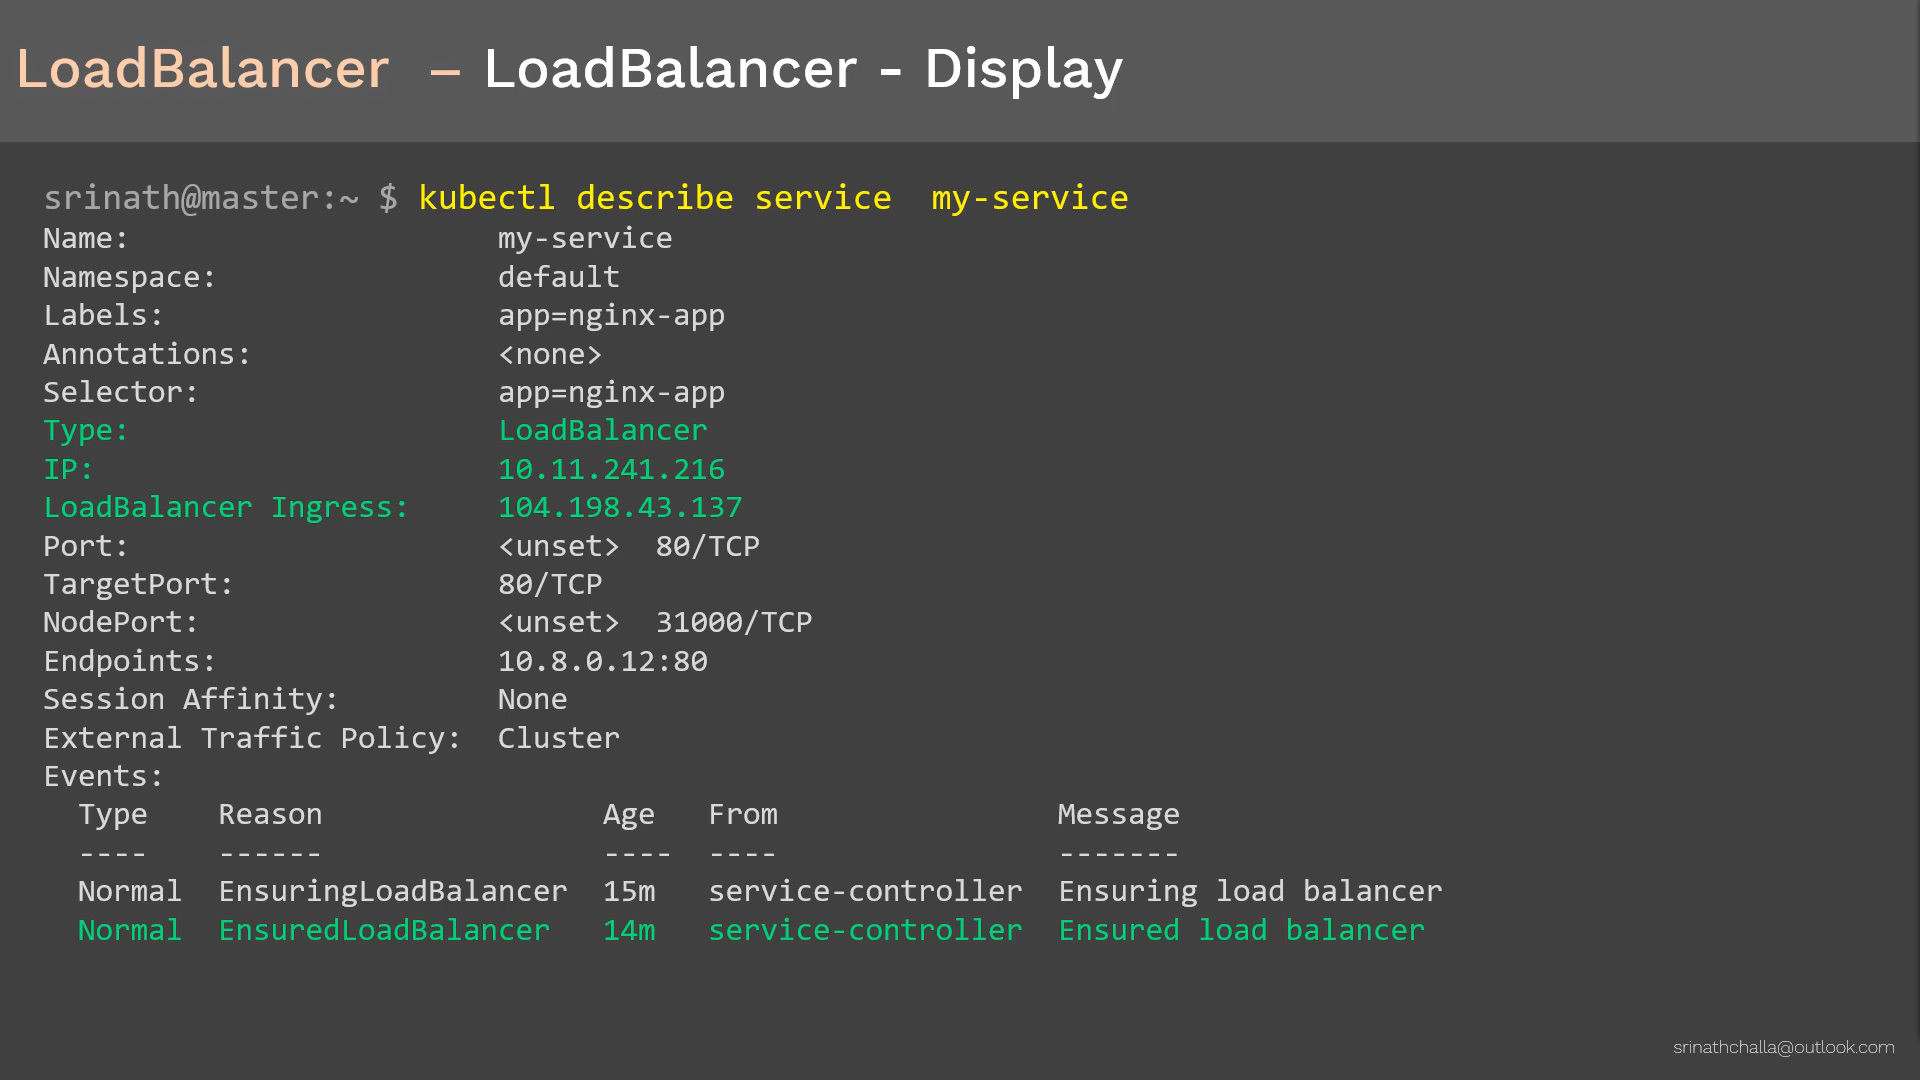 LoadBalancer – LoadBalancer - Display
srinath@master:~ $ kubectl describe service  my-service
Name:                     my-service
Namespace:                default
Labels:                   app=nginx-app
Annotations:              <none>
Selector:                 app=nginx-app
Type:                     LoadBalancer
IP:                       10.11.241.216
LoadBalancer Ingress:     104.198.43.137
Port:                     <unset>  80/TCP
TargetPort:               80/TCP
NodePort:                 <unset>  31000/TCP
Endpoints:                10.8.0.12:80
Session Affinity:         None
External Traffic Policy:  Cluster
Events:
  Type    Reason                Age   From                Message
  ----    ------                ----  ----                -------
  Normal  EnsuringLoadBalancer  15m   service-controller  Ensuring load balancer
  Normal  EnsuredLoadBalancer   14m   service-controller  Ensured load balancer
srinathchalla@outlook.com